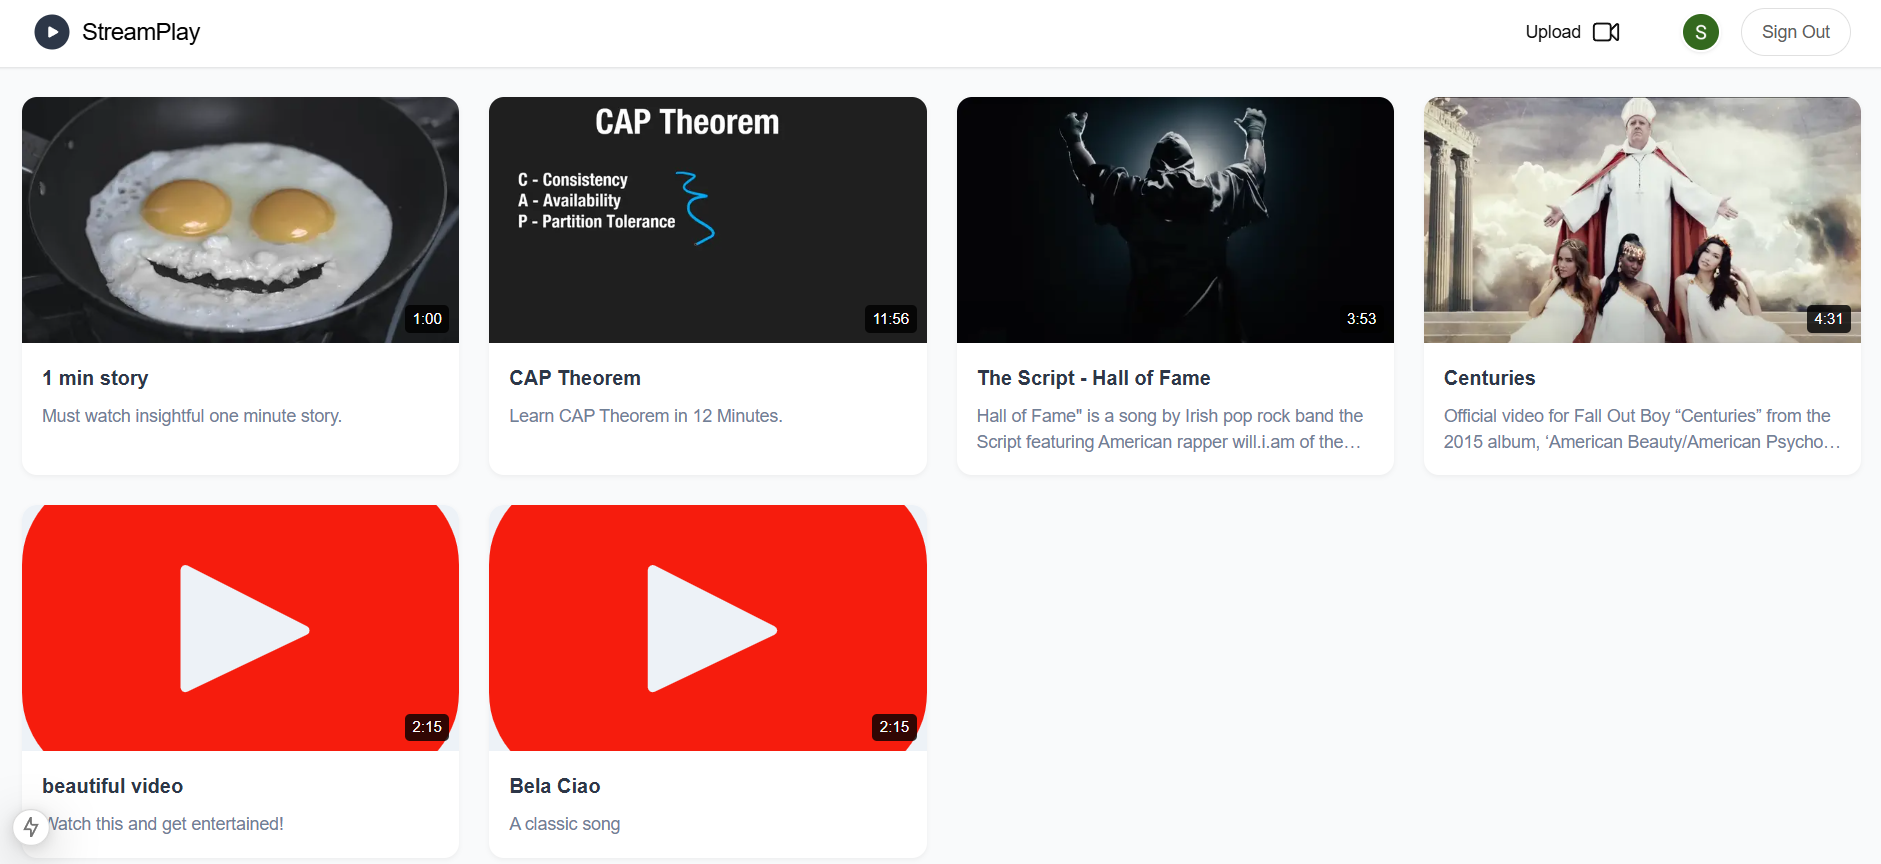 StreamPlay
Upload
S
Sign Out
CAP Theorem
C - Consistency
A - Availability
P - Partition Tolerance
1:00
11:56
3:53
4:31
1 min story
Must watch insightful one minute story.
CAP Theorem
Learn CAP Theorem in 12 Minutes.
The Script - Hall of Fame
Hall of Fame" is a song by Irish pop rock band the
Script featuring American rapper will.i.am of the…
Centuries
Official video for Fall Out Boy “Centuries” from the
2015 album, ‘American Beauty/American Psycho…
2:15
2:15
beautiful video
Watch this and get entertained!
Bela Ciao
A classic song